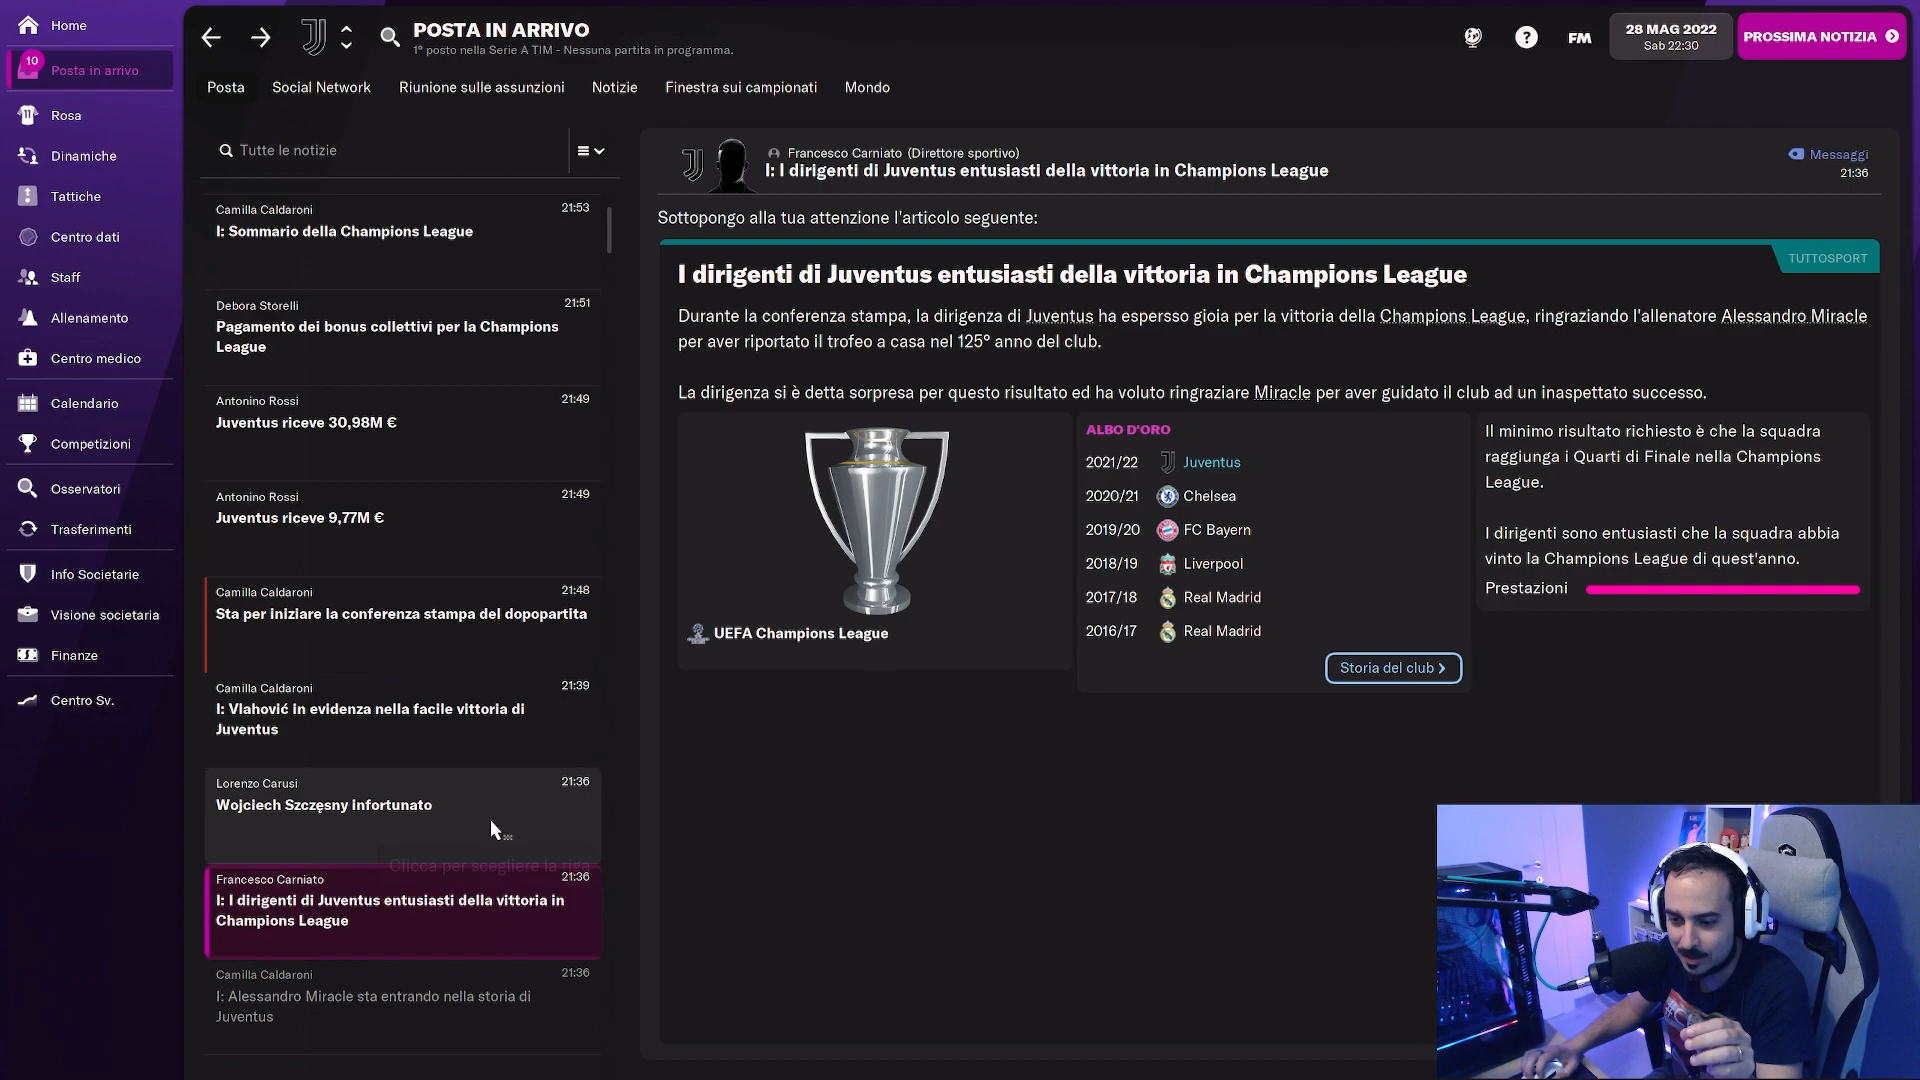 Home
10
Posta in arrivo
Rosa
Dinamiche
Tattiche
Centro dati
Staff
Allenamento
Centro medico
Calendario
Competizioni
Osservatori
Trasferimenti
Info Societarie
Visione societaria
Finanze
Centro Sv.
POSTA IN ARRIVO
1° posto nella Serie A TIM - Nessuna partita in programma.
?
FM
28 MAG 2022
Sab 22:30
PROSSIMA NOTIZIA
Posta
Social Network
Riunione sulle assunzioni
Notizie
Finestra sui campionati
Mondo
Tutte le notizie
Camilla Caldaroni 21:53
I: Sommario della Champions League
Debora Storelli 21:51
Pagamento dei bonus collettivi per la Champions
League
Antonino Rossi 21:49
Juventus riceve 30,98M €
Antonino Rossi 21:49
Juventus riceve 9,77M €
Camilla Caldaroni 21:48
Sta per iniziare la conferenza stampa del dopopartita
Camilla Caldaroni 21:39
I: Vlahović in evidenza nella facile vittoria di
Juventus
Lorenzo Carusi 21:36
Wojciech Szczęsny infortunato
Clicca per scegliere la riga
Francesco Carniato 21:36
I: I dirigenti di Juventus entusiasti della vittoria in
Champions League
Camilla Caldaroni 21:36
I: Alessandro Miracle sta entrando nella storia di
Juventus
Francesco Carniato (Direttore sportivo)
I: I dirigenti di Juventus entusiasti della vittoria in Champions League
Messaggi
21:36
Sottopongo alla tua attenzione l'articolo seguente:
TUTTOSPORT
I dirigenti di Juventus entusiasti della vittoria in Champions League
Durante la conferenza stampa, la dirigenza di Juventus ha espersso gioia per la vittoria della Champions League, ringraziando l'allenatore Alessandro Miracle
per aver riportato il trofeo a casa nel 125° anno del club.
La dirigenza si è detta sorpresa per questo risultato ed ha voluto ringraziare Miracle per aver guidato il club ad un inaspettato successo.
UEFA Champions League
ALBO D'ORO
2021/22 Juventus
2020/21 Chelsea
2019/20 FC Bayern
2018/19 Liverpool
2017/18 Real Madrid
2016/17 Real Madrid
Storia del club
Il minimo risultato richiesto è che la squadra
raggiunga i Quarti di Finale nella Champions
League.
I dirigenti sono entusiasti che la squadra abbia
vinto la Champions League di quest'anno.
Prestazioni